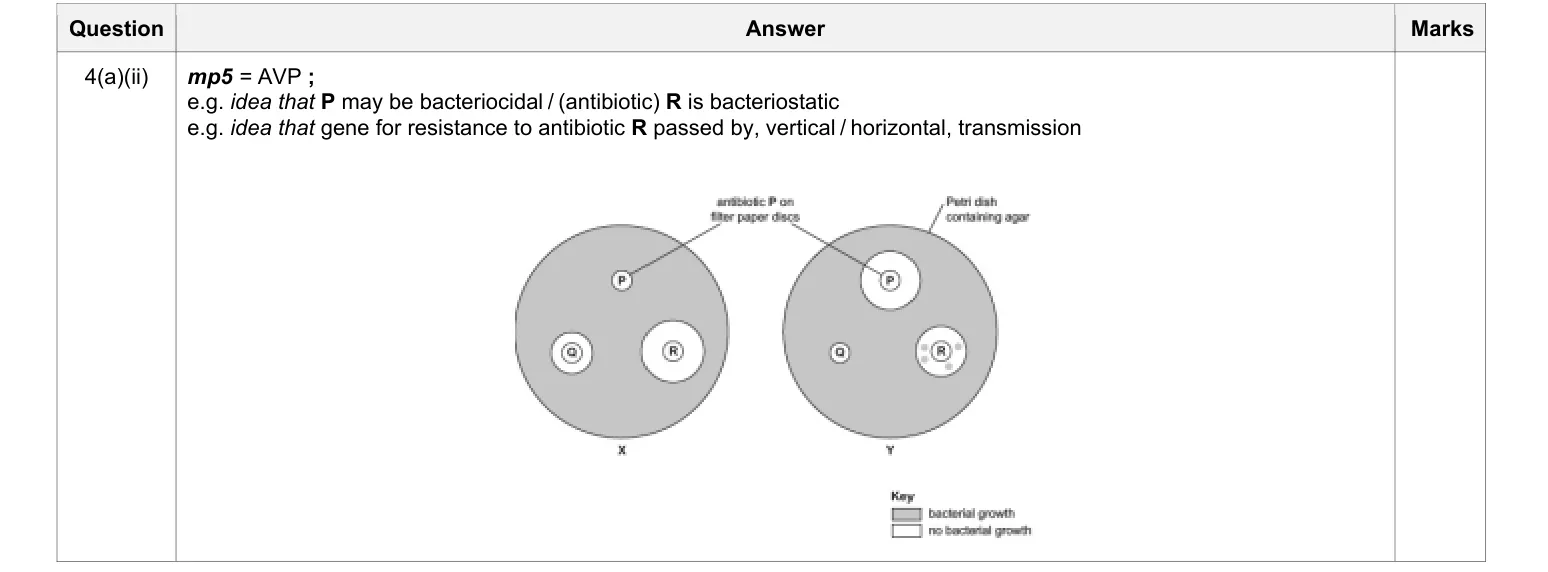 Question Answer Marks
4(a)(ii) mp5 = AVP ;
e.g. idea that P may be bacteriocidal / (antibiotic) R is bacteriostatic
e.g. idea that gene for resistance to antibiotic R passed by, vertical / horizontal, transmission
antibiotic P on
filter paper discs
Petri dish
containing agar
P P
Q R Q R
X Y
Key
bacterial growth
no bacterial growth